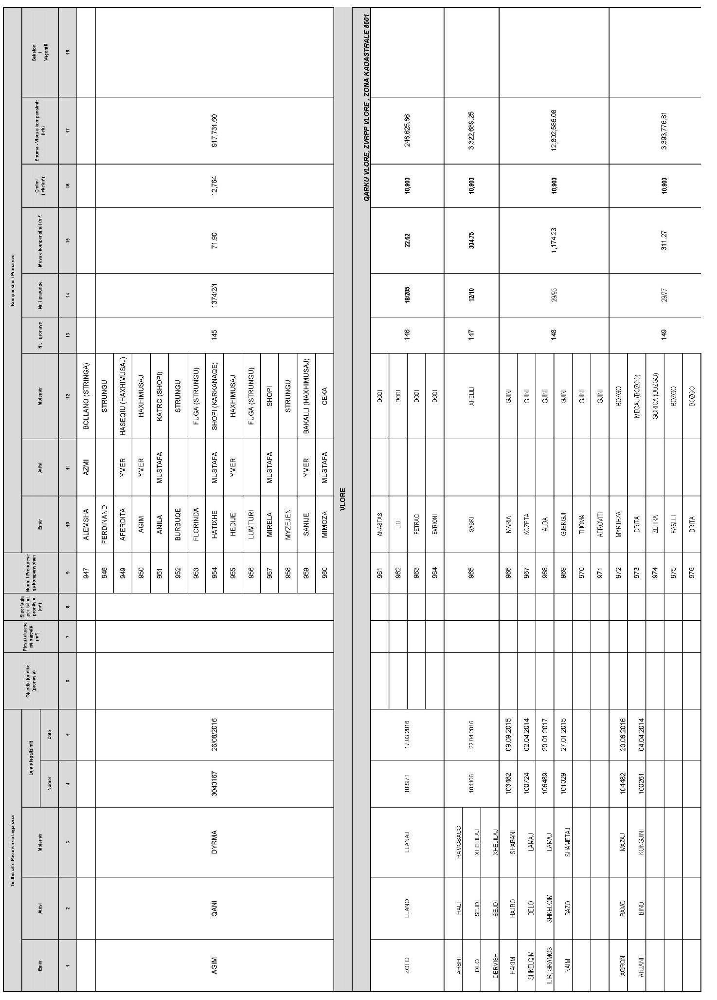 Të dhënat e Pasurisë së Legalizuar
Kompensimi i Pronarëve
Emër
Atësi
Mbiemër
Leja e legalizimit
Numer
Date
Gjendja juridike (pronësia)
Pjesa takuese në parcelë (m²)
Sipërfaqja per kalim pronësie (m²)
Numri i Pronareve qe kompensohen
Emër
Atësi
Mbiemër
Nr. i pronave
Nr. i pasurisë
Masa e kompensimit (m²)
Çmimi (leke/m²)
Shuma - Vlera e kompensimit (lek)
Seksioni i Veçantë
1 2 3 4 5 6 7 8 9 10 11 12 13 14 15 16 17 18
947 ALEMSHA AZMI BOLLANO (STRINGA)
AGIM QANI DYRMA 3040167 26/08/2016
948 FERDINAND STRUNGU
949 AFERDITA YMER HASEQIU (HAXHIMUSAJ)
950 AGIM YMER HAXHIMUSAJ
951 ANILA MUSTAFA KATRO (SHOPI)
952 BURBUQE STRUNGU
953 FLORINDA FUGA (STRUNGU)
954 HATIXHE MUSTAFA SHOPI (KARKANAQE)
955 HEDIJE YMER HAXHIMUSAJ
956 LUMTURI FUGA (STRUNGU)
957 MIRELA MUSTAFA SHOPI
958 MYZEJEN STRUNGU
959 SANIJE YMER BAKALLI (HAXHIMUSAJ)
960 MIMOZA MUSTAFA CEKA
145 1374/2/1 71.90 12,764 917,731.60
VLORE
QARKU VLORE, ZVRPP VLORE , ZONA KADASTRALE 8601
ZOTO LLANO LLANAJ 103971 17.03.2016
961 ANASTAS DODI
962 LILI DODI
963 PETRAQ DODI
964 EVRIONI DODI
146 18/205 22.62 10,903 246,625.86
ARSHI HALI RAMOSACO
DILO SEJDI XHELILAJ
DERVISH SEJDI XHELILAJ
104106 22.04.2016 965 SABRI XHELILI 147 12/10 304.75 10,903 3,322,689.25
HAKIM HAJRO SHABANI 103482 09.09.2015 966 MARIA GJINI
SHKELQIM DELO LAMAJ 100724 02.04.2014 967 KOZETA GJINI
ILIR, GRAMOS SHKELQIM LAMAJ 106489 20.01.2017 968 ALBA GJINI
NAIM BAZO SHAMETAJ 101029 27.01.2015 969 GJERGJI GJINI
970 THOMA GJINI
971 AFROVITI GJINI
148 29/93 1,174.23 10,903 12,802,586.08
AGRON RAMO MAZAJ 104482 20.06.2016 972 MYRTEZA BOZGO
ARJANIT BINO KONGJINI 100261 04.04.2014 973 DRITA MECAJ (BOZGO)
974 ZEHRA GORICA (BOZGO)
975 FASLLI BOZGO
976 DRITA BOZGO
149 29/77 311.27 10,903 3,393,776.81